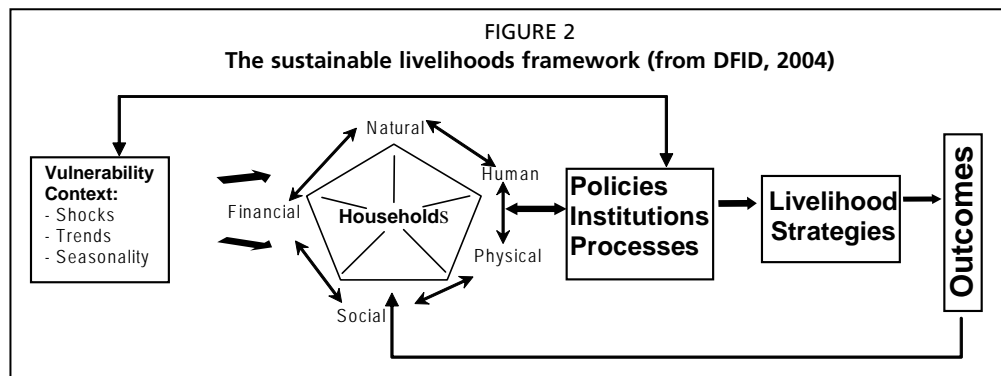 FIGURE 2
The sustainable livelihoods framework (from DFID, 2004)
Vulnerability
Context:
- Shocks
- Trends
- Seasonality
Natural
Human
Financial
Households
Physical
Social
Policies
Institutions
Processes
Livelihood
Strategies
Outcomes